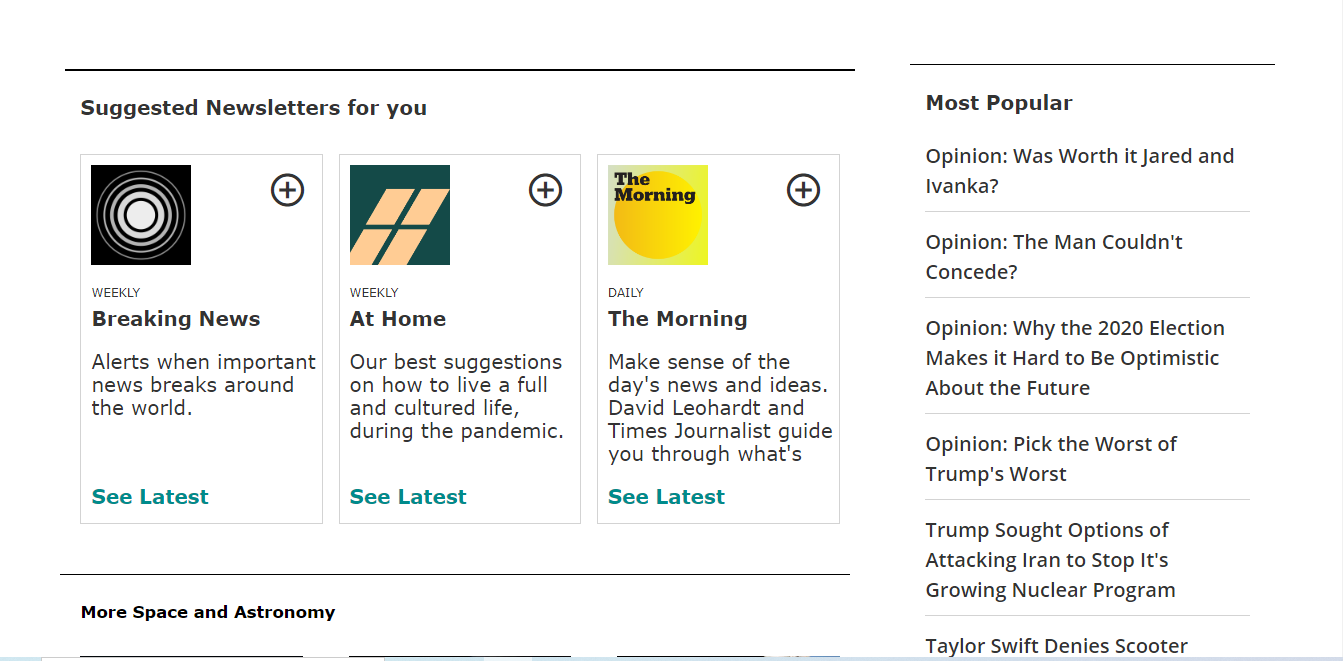 Suggested Newsletters for you
The
Morning
WEEKLY
Breaking News
Alerts when important
news breaks around
the world.
See Latest
WEEKLY
At Home
Our best suggestions
on how to live a full
and cultured life,
during the pandemic.
See Latest
DAILY
The Morning
Make sense of the
day's news and ideas.
David Leohardt and
Times Journalist guide
you through what's
See Latest
More Space and Astronomy
Most Popular
Opinion: Was Worth it Jared and
Ivanka?
Opinion: The Man Couldn't
Concede?
Opinion: Why the 2020 Election
Makes it Hard to Be Optimistic
About the Future
Opinion: Pick the Worst of
Trump's Worst
Trump Sought Options of
Attacking Iran to Stop It's
Growing Nuclear Program
Taylor Swift Denies Scooter